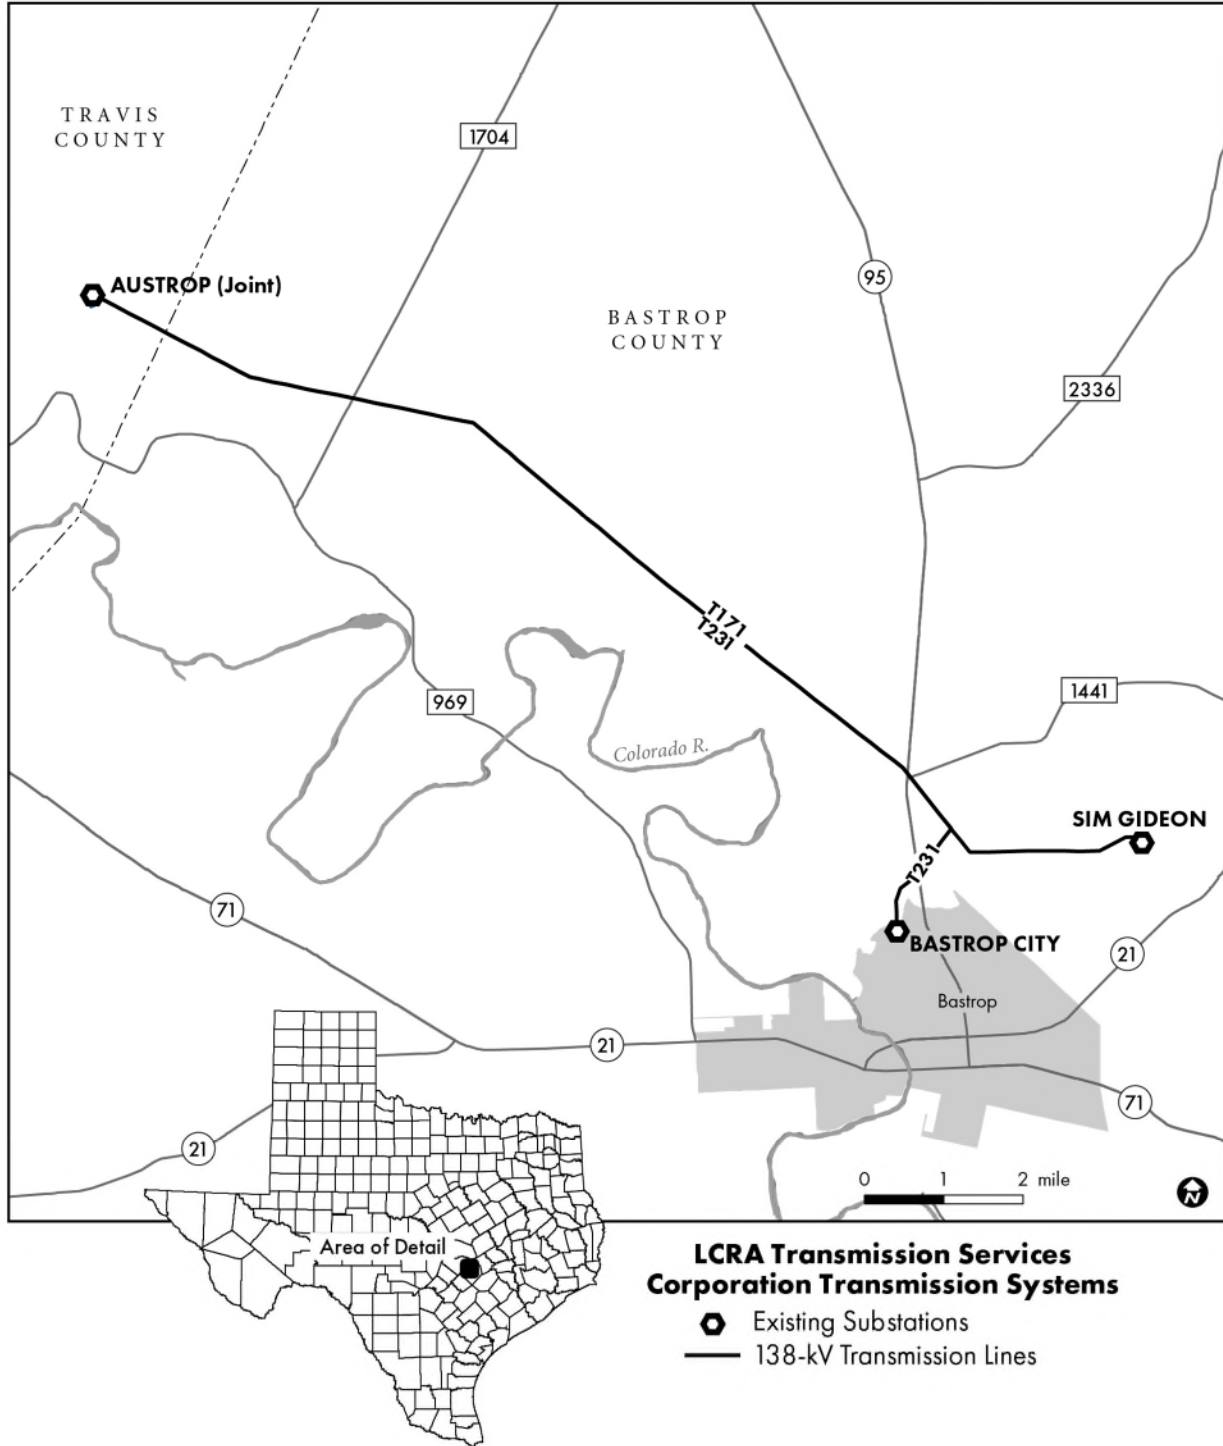 TRAVIS
COUNTY
1704
AUSTROP (Joint)
95
BASTROP
COUNTY
2336
T171
T231
1441
969
Colorado R.
SIM GIDEON
T231
71
BASTROP CITY
21
Bastrop
21
71
21
0 1 2 mile
N
Area of Detail
LCRA Transmission Services
Corporation Transmission Systems
Existing Substations
138-kV Transmission Lines